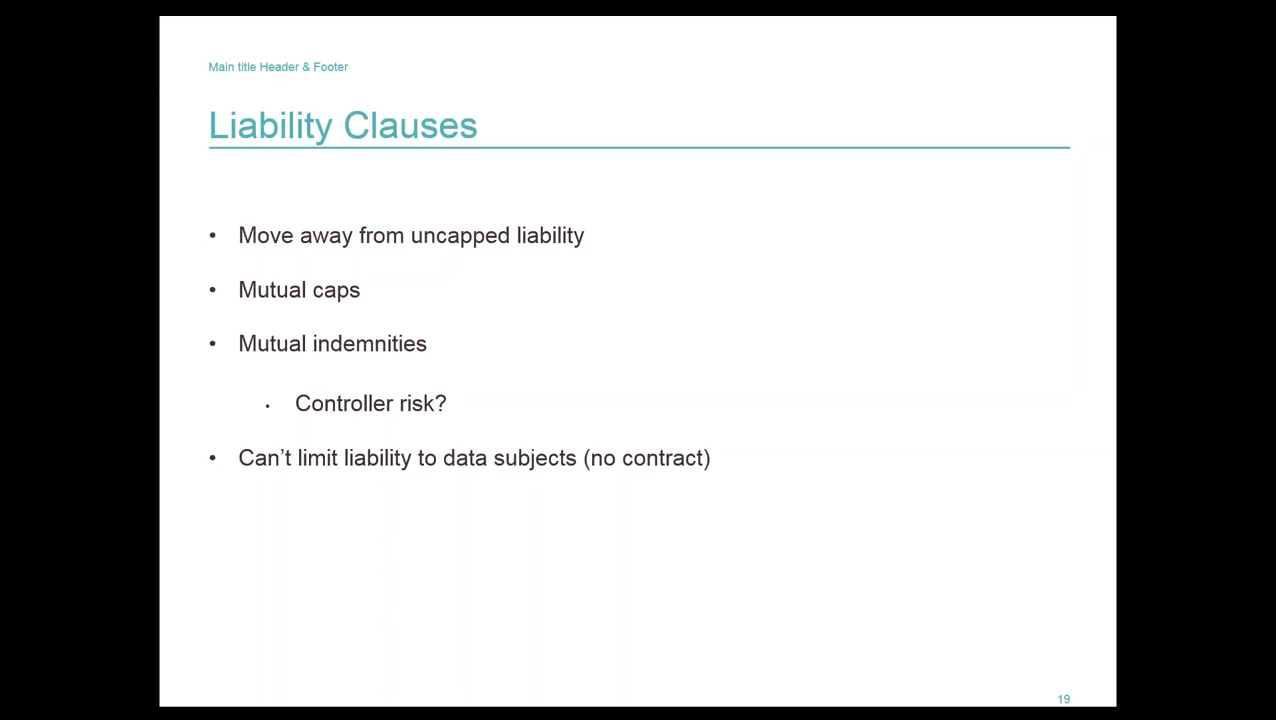 Main title Header & Footer
Liability Clauses
• Move away from uncapped liability
• Mutual caps
• Mutual indemnities
• Controller risk?
• Can’t limit liability to data subjects (no contract)
19